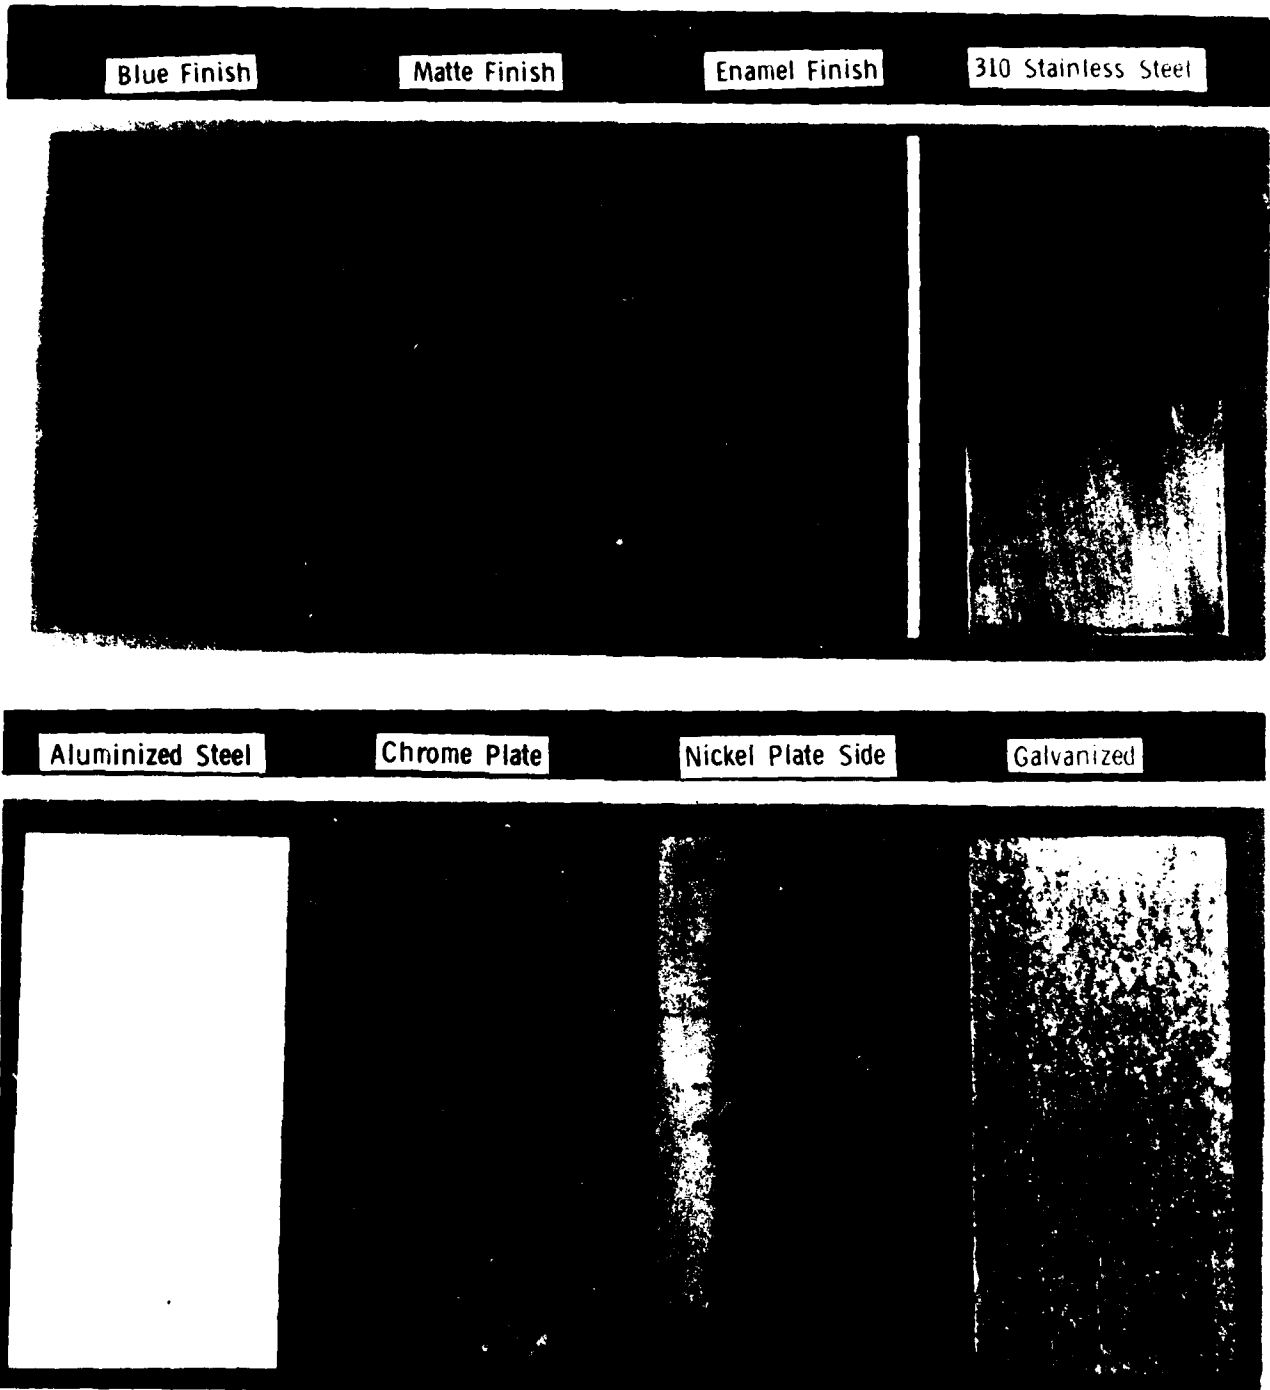 Blue Finish
Matte Finish
Enamel Finish
310 Stainless Steel
Aluminized Steel
Chrome Plate
Nickel Plate Side
Galvanized